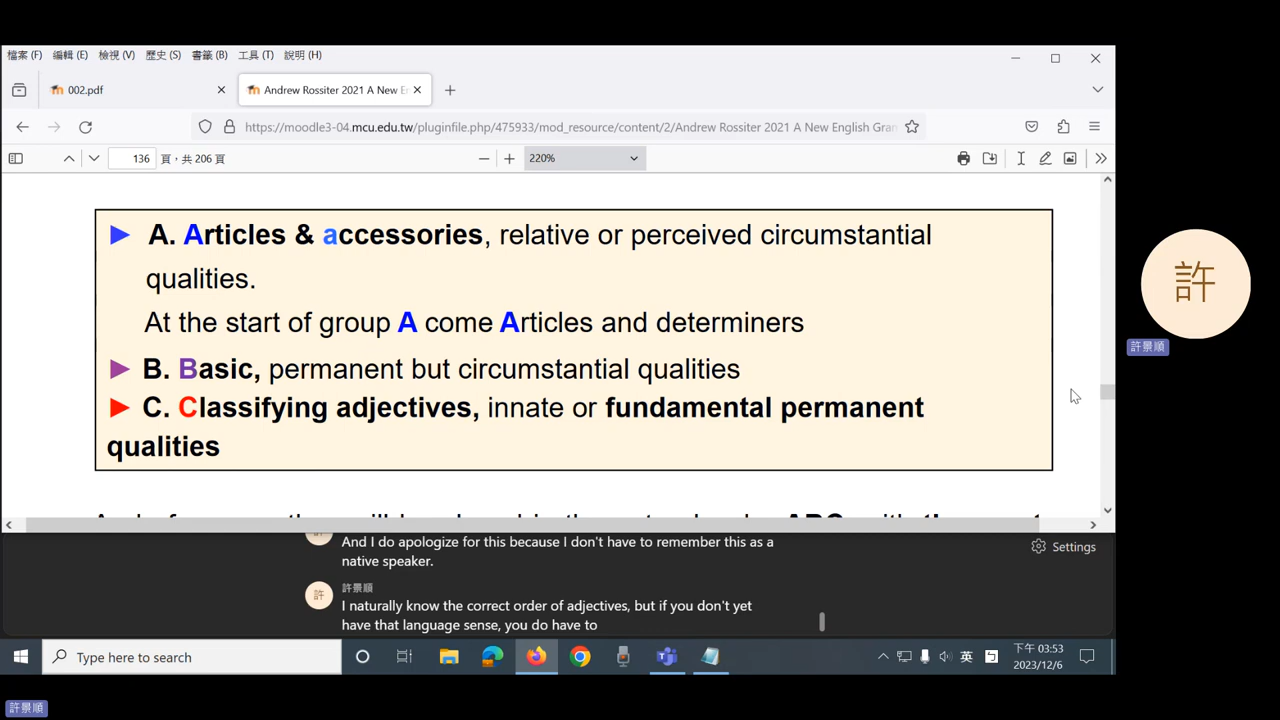 檔案 (F) 編輯 (E) 檢視 (V) 歷史 (S) 書籤 (B) 工具 (T) 說明 (H)
002.pdf
Andrew Rossiter 2021 A New E
https://moodle3-04.mcu.edu.tw/pluginfile.php/475933/mod_resource/content/2/Andrew Rossiter 2021 A New English Gran
136 頁，共 206 頁
220%
A. Articles & accessories, relative or perceived circumstantial
qualities.
At the start of group A come Articles and determiners
B. Basic, permanent but circumstantial qualities
C. Classifying adjectives, innate or fundamental permanent
qualities
許
許景順
And I do apologize for this because I don't have to remember this as a
native speaker.
Settings
許
許景順
I naturally know the correct order of adjectives, but if you don't yet
have that language sense, you do have to
Type here to search
英
下午 03:53
2023/12/6
許景順